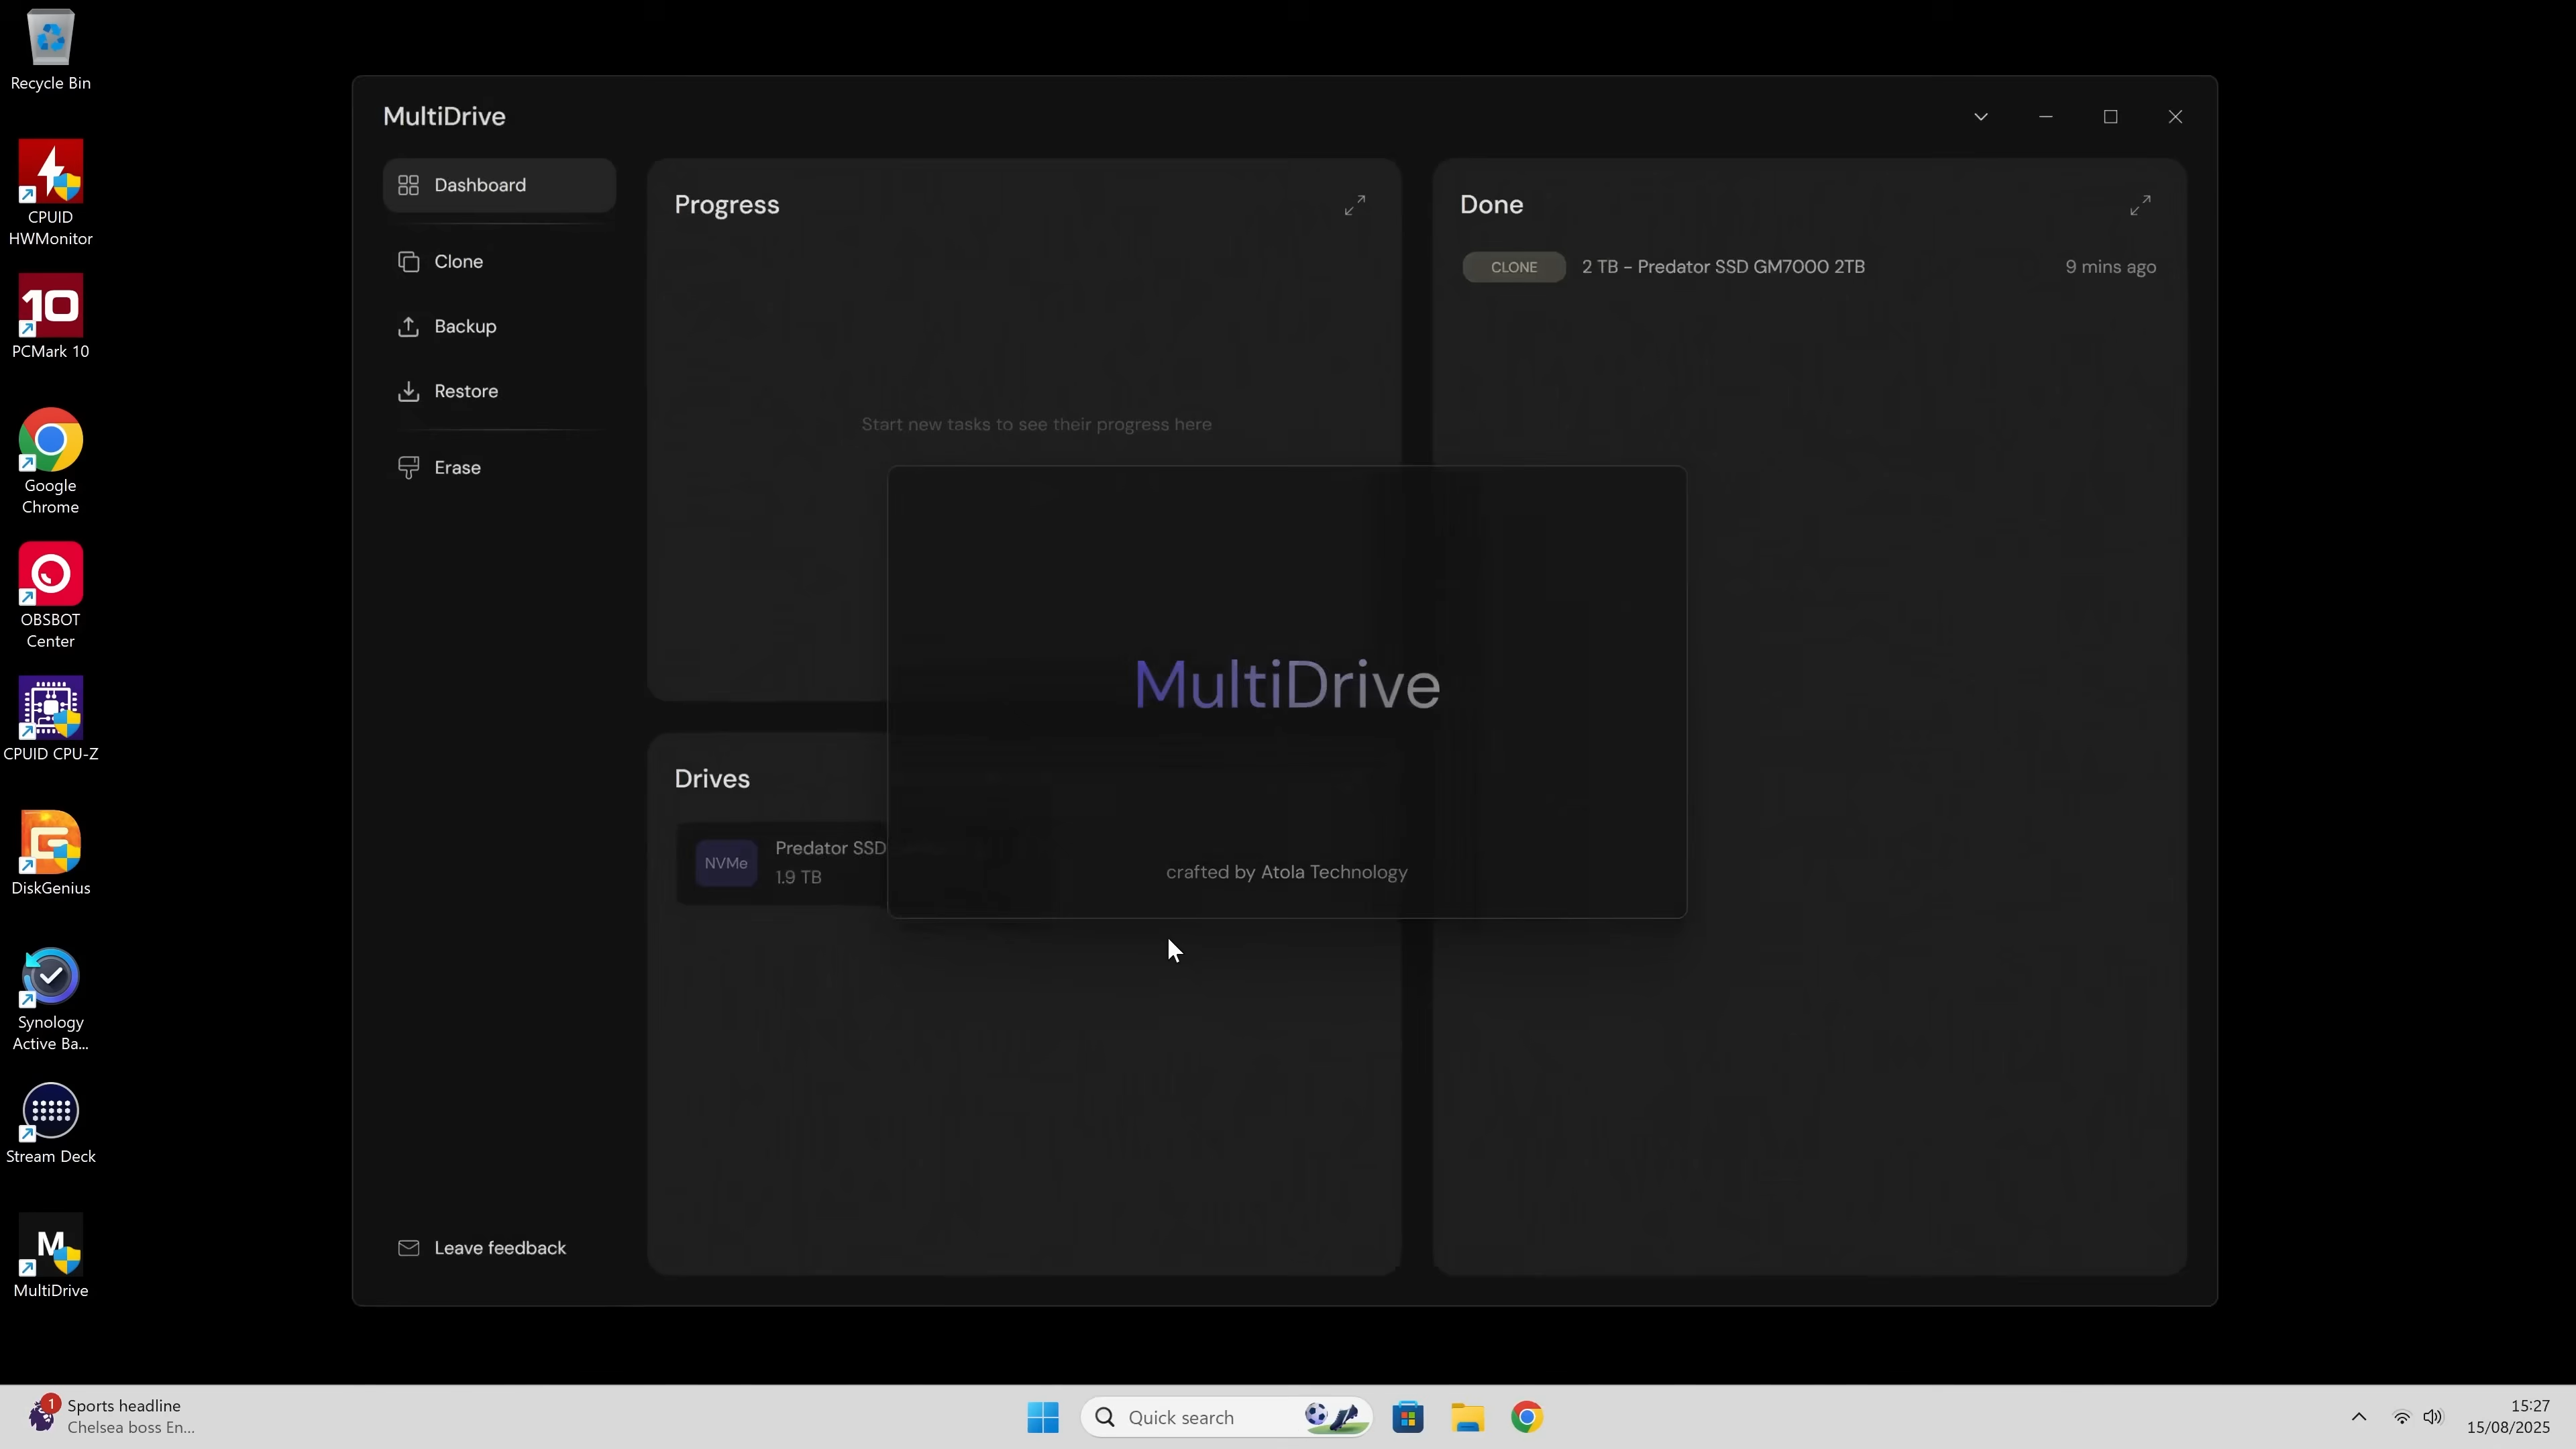 Recycle Bin
CPUID
HWMonitor
PCMark 10
Google
Chrome
OBSBOT
Center
CPUID CPU-Z
DiskGenius
Synology
Active Ba...
Stream Deck
M
MultiDrive
MultiDrive
Dashboard
Clone
Backup
Restore
Erase
Leave feedback
Progress
Start new tasks to see their progress here
Drives
NVMe
Predator SSD
1.9 TB
Done
CLONE
2 TB - Predator SSD GM7000 2TB
9 mins ago
MultiDrive
crafted by Atola Technology
1
Sports headline
Chelsea boss En...
Quick search
15:27
15/08/2025